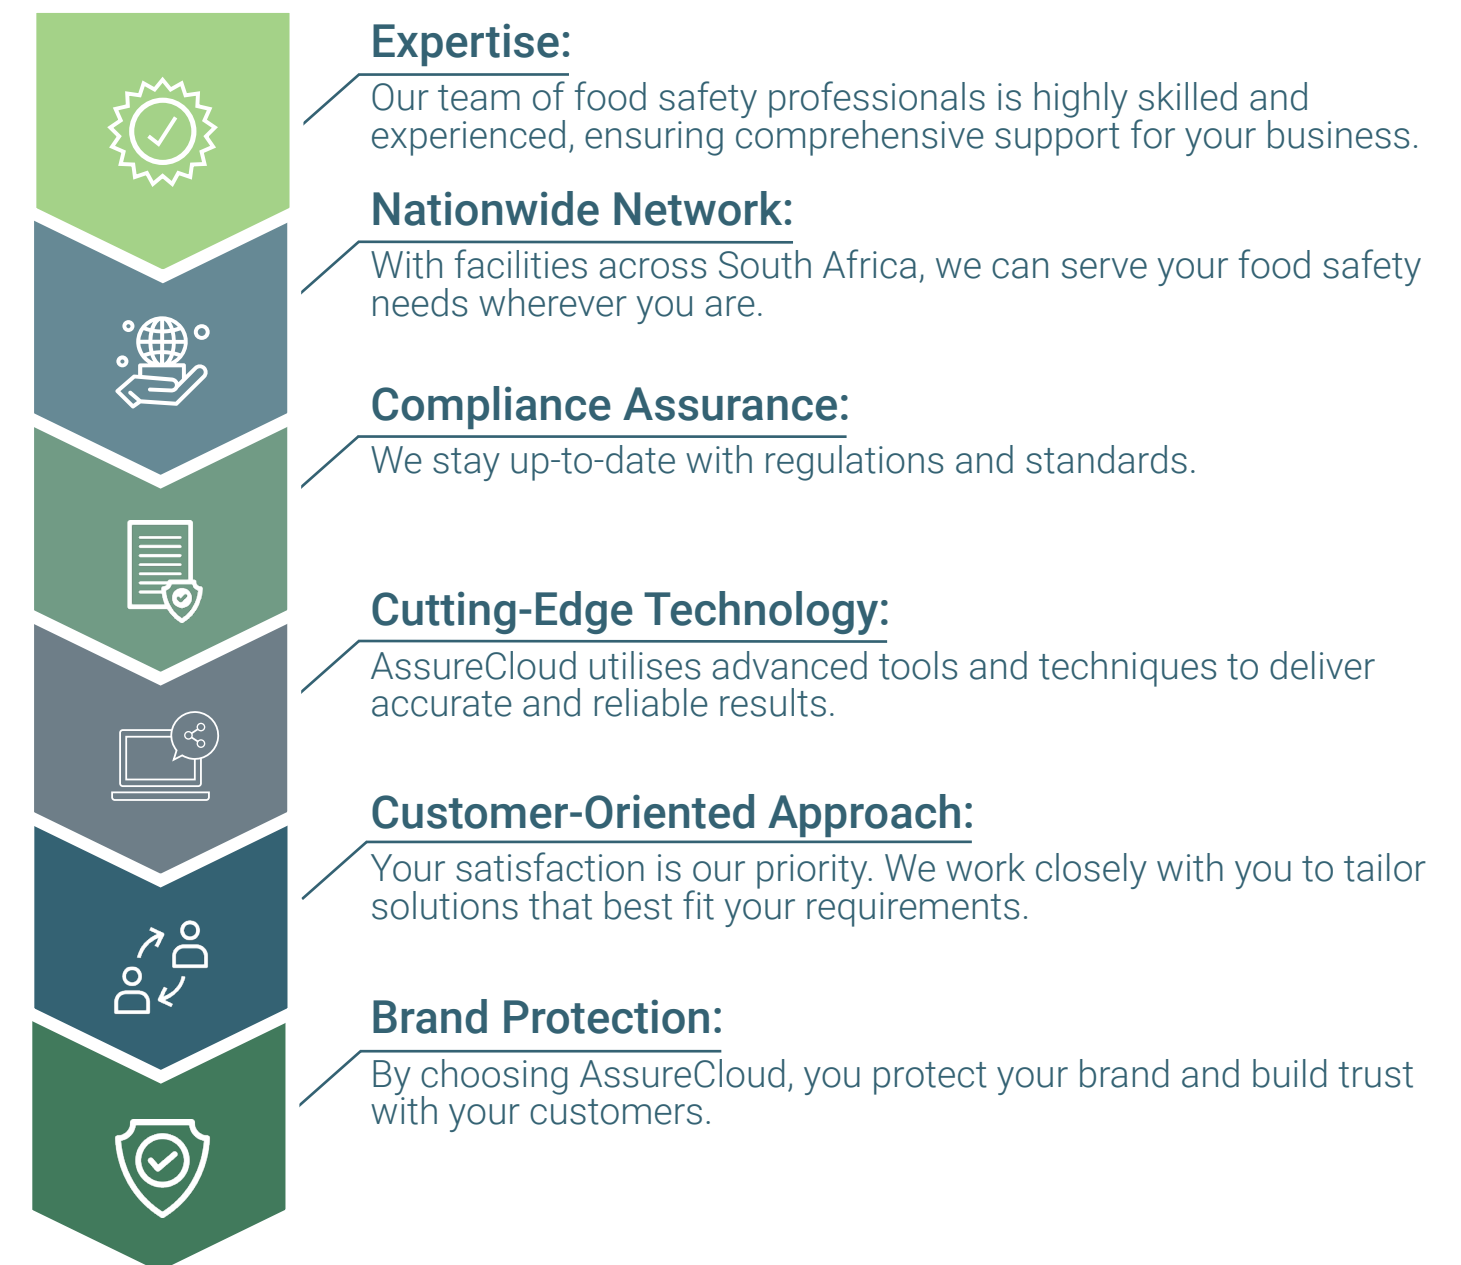 Expertise:
Our team of food safety professionals is highly skilled and
experienced, ensuring comprehensive support for your business.
Nationwide Network:
With facilities across South Africa, we can serve your food safety
needs wherever you are.
Compliance Assurance:
We stay up-to-date with regulations and standards.
Cutting-Edge Technology:
AssureCloud utilises advanced tools and techniques to deliver
accurate and reliable results.
Customer-Oriented Approach:
Your satisfaction is our priority. We work closely with you to tailor
solutions that best fit your requirements.
Brand Protection:
By choosing AssureCloud, you protect your brand and build trust
with your customers.